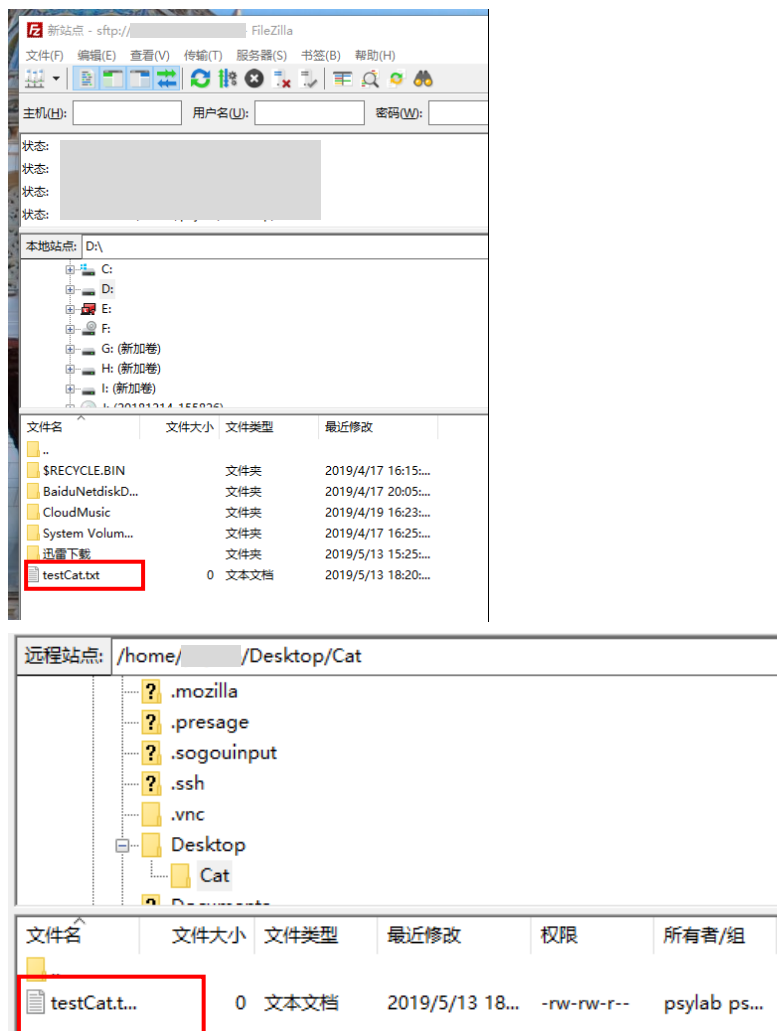 新站点 - sftp:// - FileZilla
文件(F) 编辑(E) 查看(V) 传输(T) 服务器(S) 书签(B) 帮助(H)
主机(H): 用户名(U): 密码(W):
状态:
状态:
状态:
状态:
本地站点: D:\
C:
D:
E:
F:
G: (新加卷)
H: (新加卷)
I: (新加卷)
J: (20181214 155826)
文件名 文件大小 文件类型 最近修改
..
$RECYCLE.BIN 文件夹 2019/4/17 16:15:...
BaiduNetdiskD... 文件夹 2019/4/17 20:05:...
CloudMusic 文件夹 2019/4/19 16:23:...
System Volum... 文件夹 2019/4/17 16:25:...
迅雷下载 文件夹 2019/5/13 15:25:...
testCat.txt 0 文本文档 2019/5/13 18:20:...
远程站点: /home/ /Desktop/Cat
.mozilla
.presage
.sogouinput
.ssh
.vnc
Desktop
Cat
Documents
文件名 文件大小 文件类型 最近修改 权限 所有者/组
..
testCat.t... 0 文本文档 2019/5/13 18... -rw-rw-r-- psylab ps...